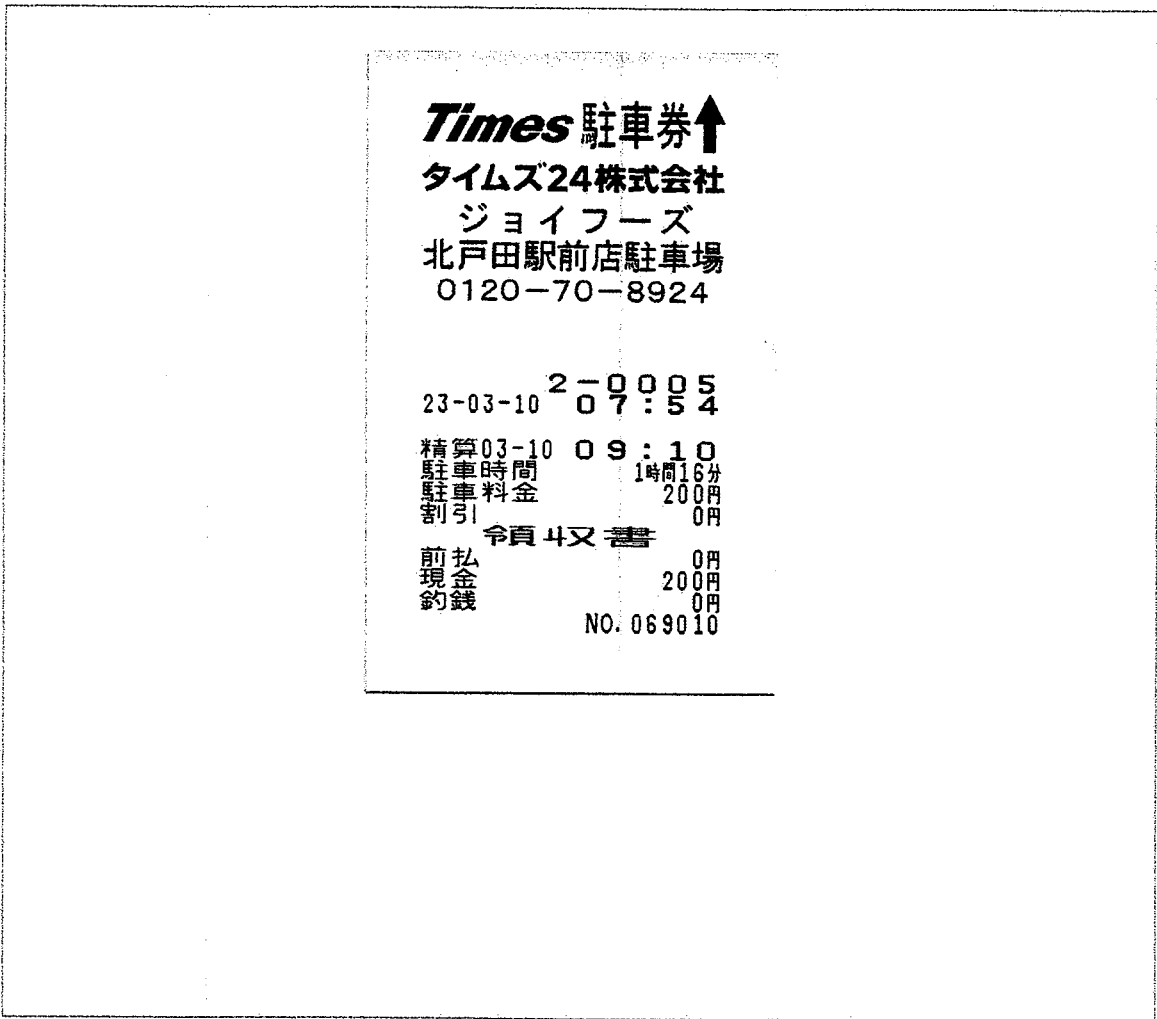 Times 駐車券↑
タイムズ24株式会社
ジョイフーズ
北戸田駅前店駐車場
0120-70-8924
2-0005
23-03-10 07:54
精算03-10 09:10
駐車時間 1時間16分
駐車料金 200円
割引 0円
領収書
前払 0円
現金 200円
釣銭 0円
NO. 069010